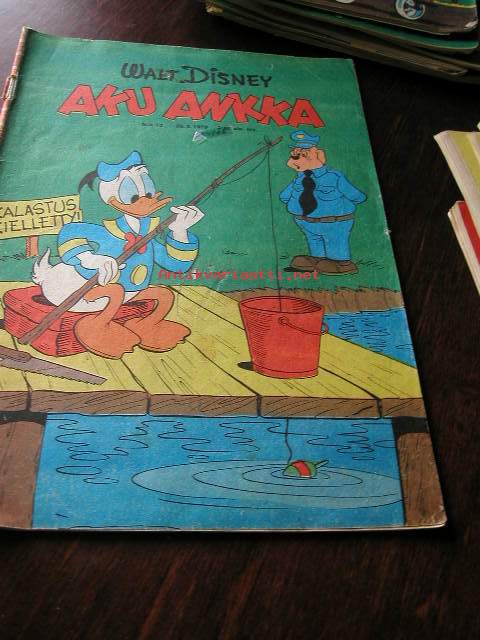 WALT DISNEY
AKU ANKKA
KALASTUS
KIELLETTY!
Antikvariaatti.net